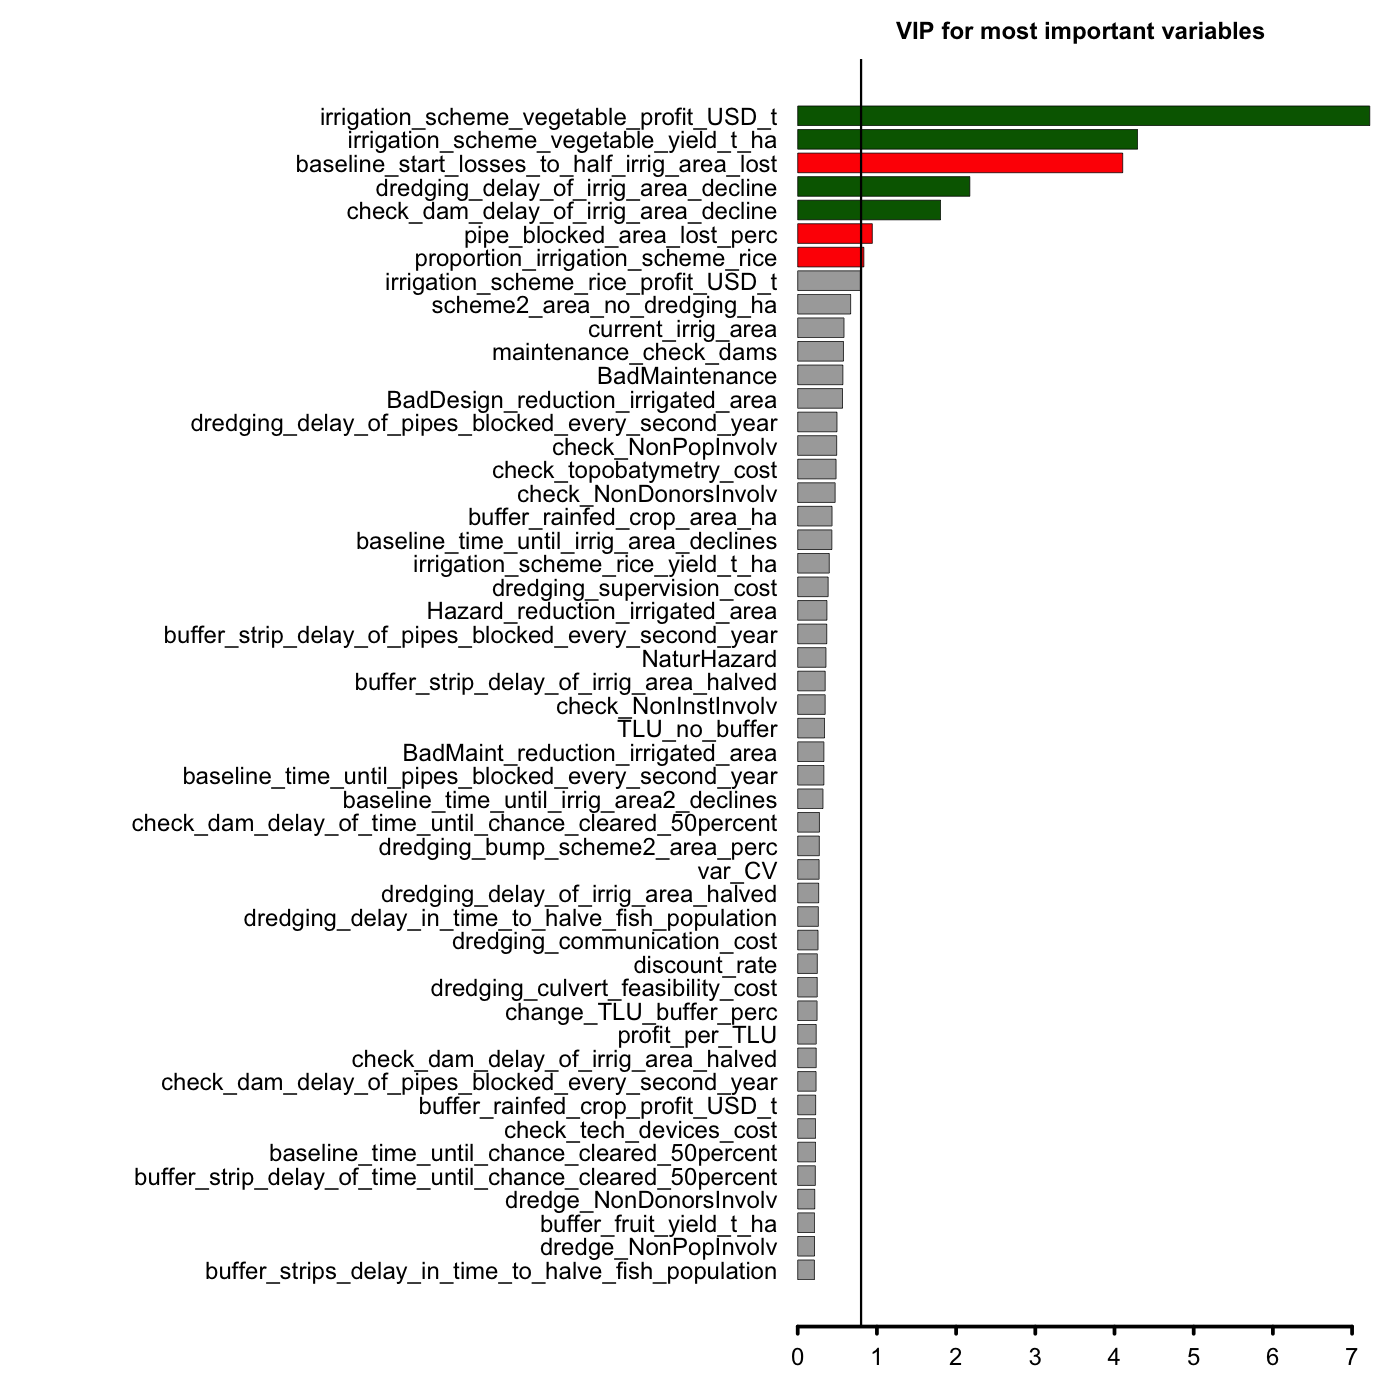 VIP for most important variables
irrigation_scheme_vegetable_profit_USD_t
irrigation_scheme_vegetable_yield_t_ha
baseline_start_losses_to_half_irrig_area_lost
dredging_delay_of_irrig_area_decline
check_dam_delay_of_irrig_area_decline
pipe_blocked_area_lost_perc
proportion_irrigation_scheme_rice
irrigation_scheme_rice_profit_USD_t
scheme2_area_no_dredging_ha
current_irrig_area
maintenance_check_dams
BadMaintenance
BadDesign_reduction_irrigated_area
dredging_delay_of_pipes_blocked_every_second_year
check_NonPopInvolv
check_topobatymetry_cost
check_NonDonorsInvolv
buffer_rainfed_crop_area_ha
baseline_time_until_irrig_area_declines
irrigation_scheme_rice_yield_t_ha
dredging_supervision_cost
Hazard_reduction_irrigated_area
buffer_strip_delay_of_pipes_blocked_every_second_year
NaturHazard
buffer_strip_delay_of_irrig_area_halved
check_NonInstInvolv
TLU_no_buffer
BadMaint_reduction_irrigated_area
baseline_time_until_pipes_blocked_every_second_year
baseline_time_until_irrig_area2_declines
check_dam_delay_of_time_until_chance_cleared_50percent
dredging_bump_scheme2_area_perc
var_CV
dredging_delay_of_irrig_area_halved
dredging_delay_in_time_to_halve_fish_population
dredging_communication_cost
discount_rate
dredging_culvert_feasibility_cost
change_TLU_buffer_perc
profit_per_TLU
check_dam_delay_of_irrig_area_halved
check_dam_delay_of_pipes_blocked_every_second_year
buffer_rainfed_crop_profit_USD_t
check_tech_devices_cost
baseline_time_until_chance_cleared_50percent
buffer_strip_delay_of_time_until_chance_cleared_50percent
dredge_NonDonorsInvolv
buffer_fruit_yield_t_ha
dredge_NonPopInvolv
buffer_strips_delay_in_time_to_halve_fish_population
0 1 2 3 4 5 6 7